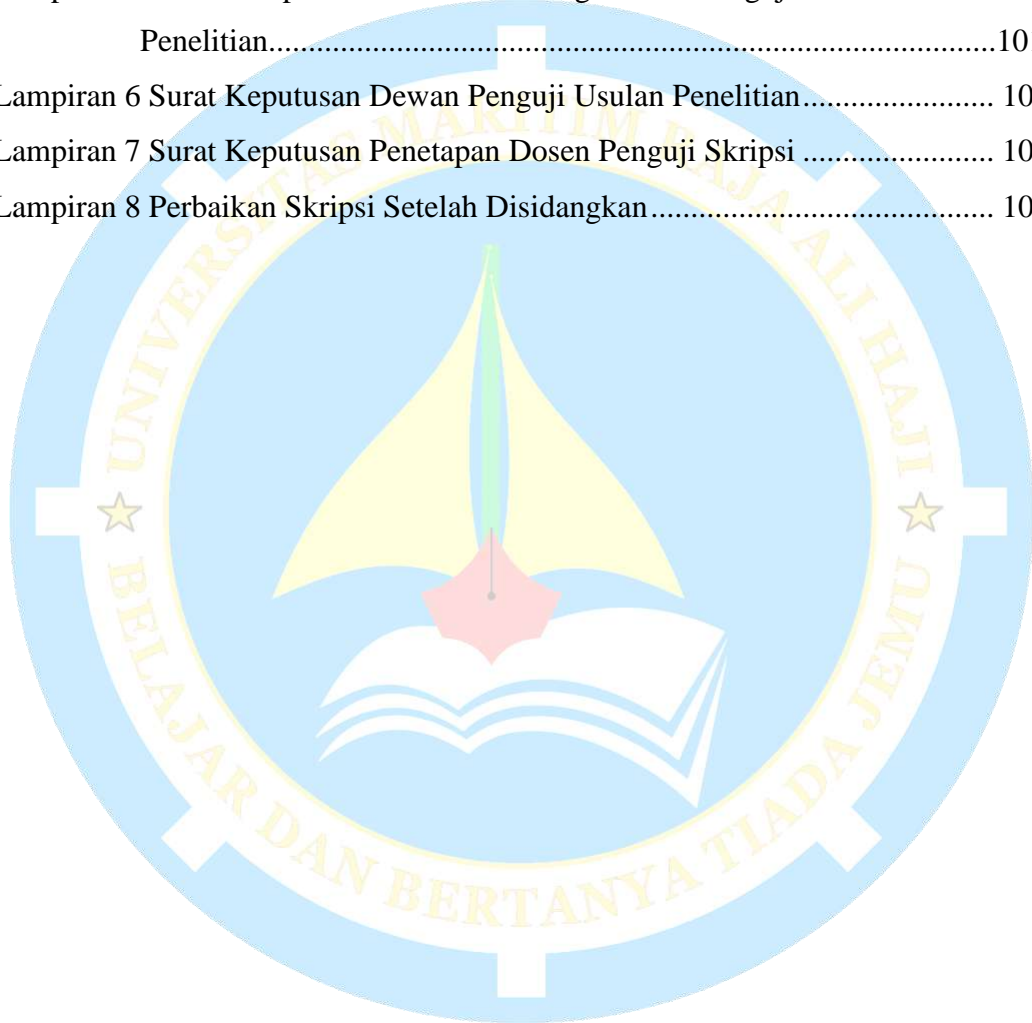 Penelitian..........................................................................................10
Lampiran 6 Surat Keputusan Dewan Penguji Usulan Penelitian........................ 10
Lampiran 7 Surat Keputusan Penetapan Dosen Penguji Skripsi ........................ 10
Lampiran 8 Perbaikan Skripsi Setelah Disidangkan.......................................... 10
UNIVERSITAS MARITIM RAJA ALI HAJI
BELAJAR DAN BERTANYA TIADA JEMU